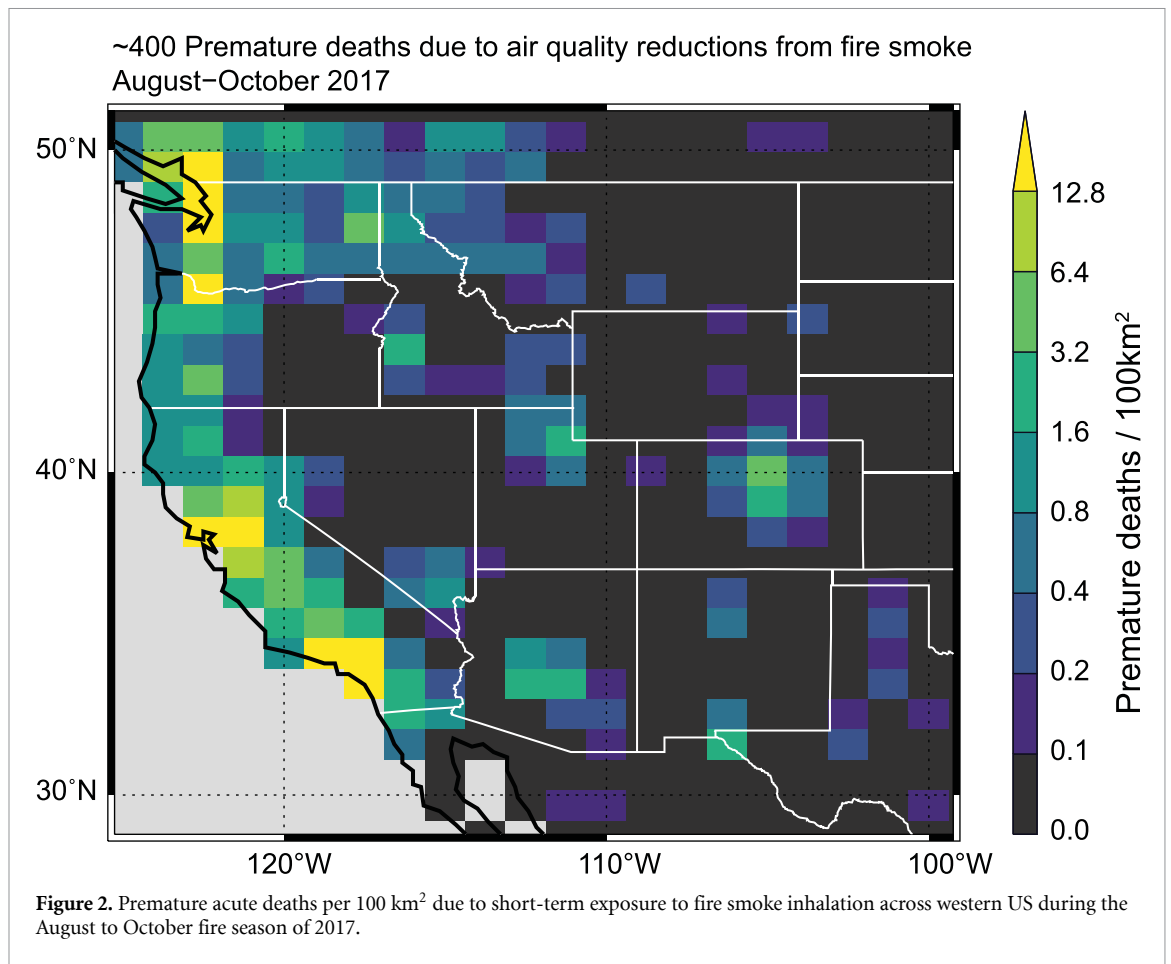 ~400 Premature deaths due to air quality reductions from fire smoke
August−October 2017
50°N
40°N
30°N
120°W
110°W
100°W
12.8
6.4
3.2
1.6
0.8
0.4
0.2
0.1
0.0
Premature deaths / 100km²
Figure 2. Premature acute deaths per 100 km² due to short-term exposure to fire smoke inhalation across western US during the
August to October fire season of 2017.